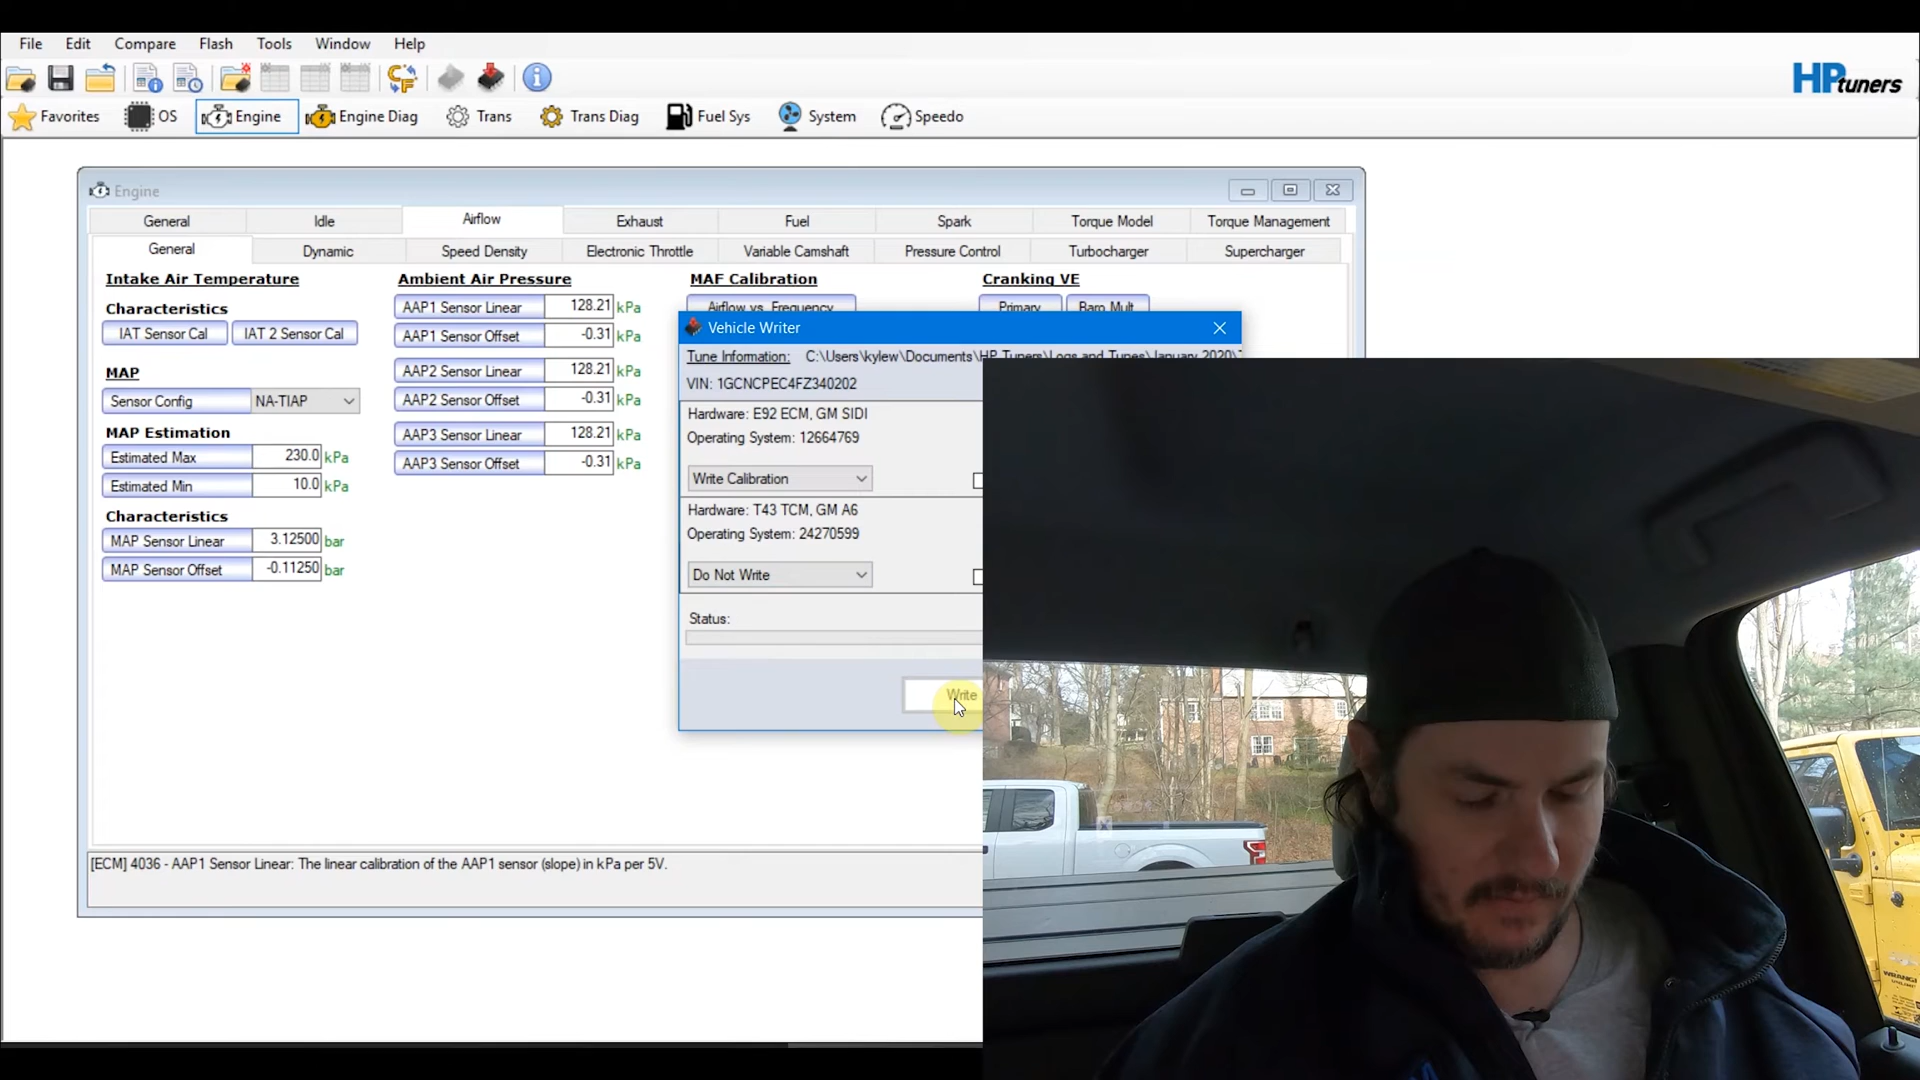 File Edit Compare Flash Tools Window Help
HPtuners
Favorites OS Engine Engine Diag Trans Trans Diag Fuel Sys System Speedo
Engine
General Idle Airflow Exhaust Fuel Spark Torque Model Torque Management
General Dynamic Speed Density Electronic Throttle Variable Camshaft Pressure Control Turbocharger Supercharger
Intake Air Temperature
Characteristics
IAT Sensor Cal IAT 2 Sensor Cal
MAP
Sensor Config NA-TIAP
MAP Estimation
Estimated Max 230.0 kPa
Estimated Min 10.0 kPa
Characteristics
MAP Sensor Linear 3.12500 bar
MAP Sensor Offset -0.11250 bar
Ambient Air Pressure
AAP1 Sensor Linear 128.21 kPa
AAP1 Sensor Offset -0.31 kPa
AAP2 Sensor Linear 128.21 kPa
AAP2 Sensor Offset -0.31 kPa
AAP3 Sensor Linear 128.21 kPa
AAP3 Sensor Offset -0.31 kPa
MAF Calibration
Airflow vs. Frequency
Cranking VE
Primary Baro Mult
Vehicle Writer
Tune Information: C:\Users\kylew\Documents\HP Tuners\Logs and Tunes\January 2020\
VIN: 1GCNCPEC4FZ340202
Hardware: E92 ECM, GM SIDI
Operating System: 12664769
Write Calibration
Hardware: T43 TCM, GM A6
Operating System: 24270599
Do Not Write
Status:
Write
[ECM] 4036 - AAP1 Sensor Linear: The linear calibration of the AAP1 sensor (slope) in kPa per 5V.
WRANGL